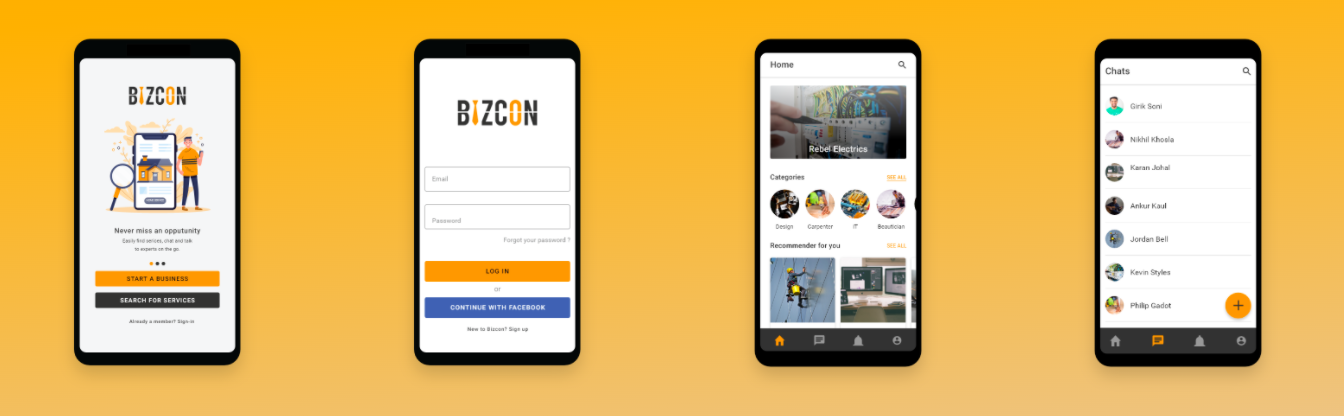 BIZCON
Never miss an opputunity
Easily find serices, chat and talk
to experts on the go.
START A BUSINESS
SEARCH FOR SERVICES
Already a member? Sign in
BIZCON
Email
Password
Forgot your password ?
LOG IN
or
CONTINUE WITH FACEBOOK
New to Bizcon? Sign up
Home
Rebel Electrics
Categories
SEE ALL
Design
Carpenter
IT
Beautician
Recommender for you
SEE ALL
Chats
Girik Soni
Nikhil Khosla
Karan Johal
Ankur Kaul
Jordan Bell
Kevin Styles
Philip Gadot